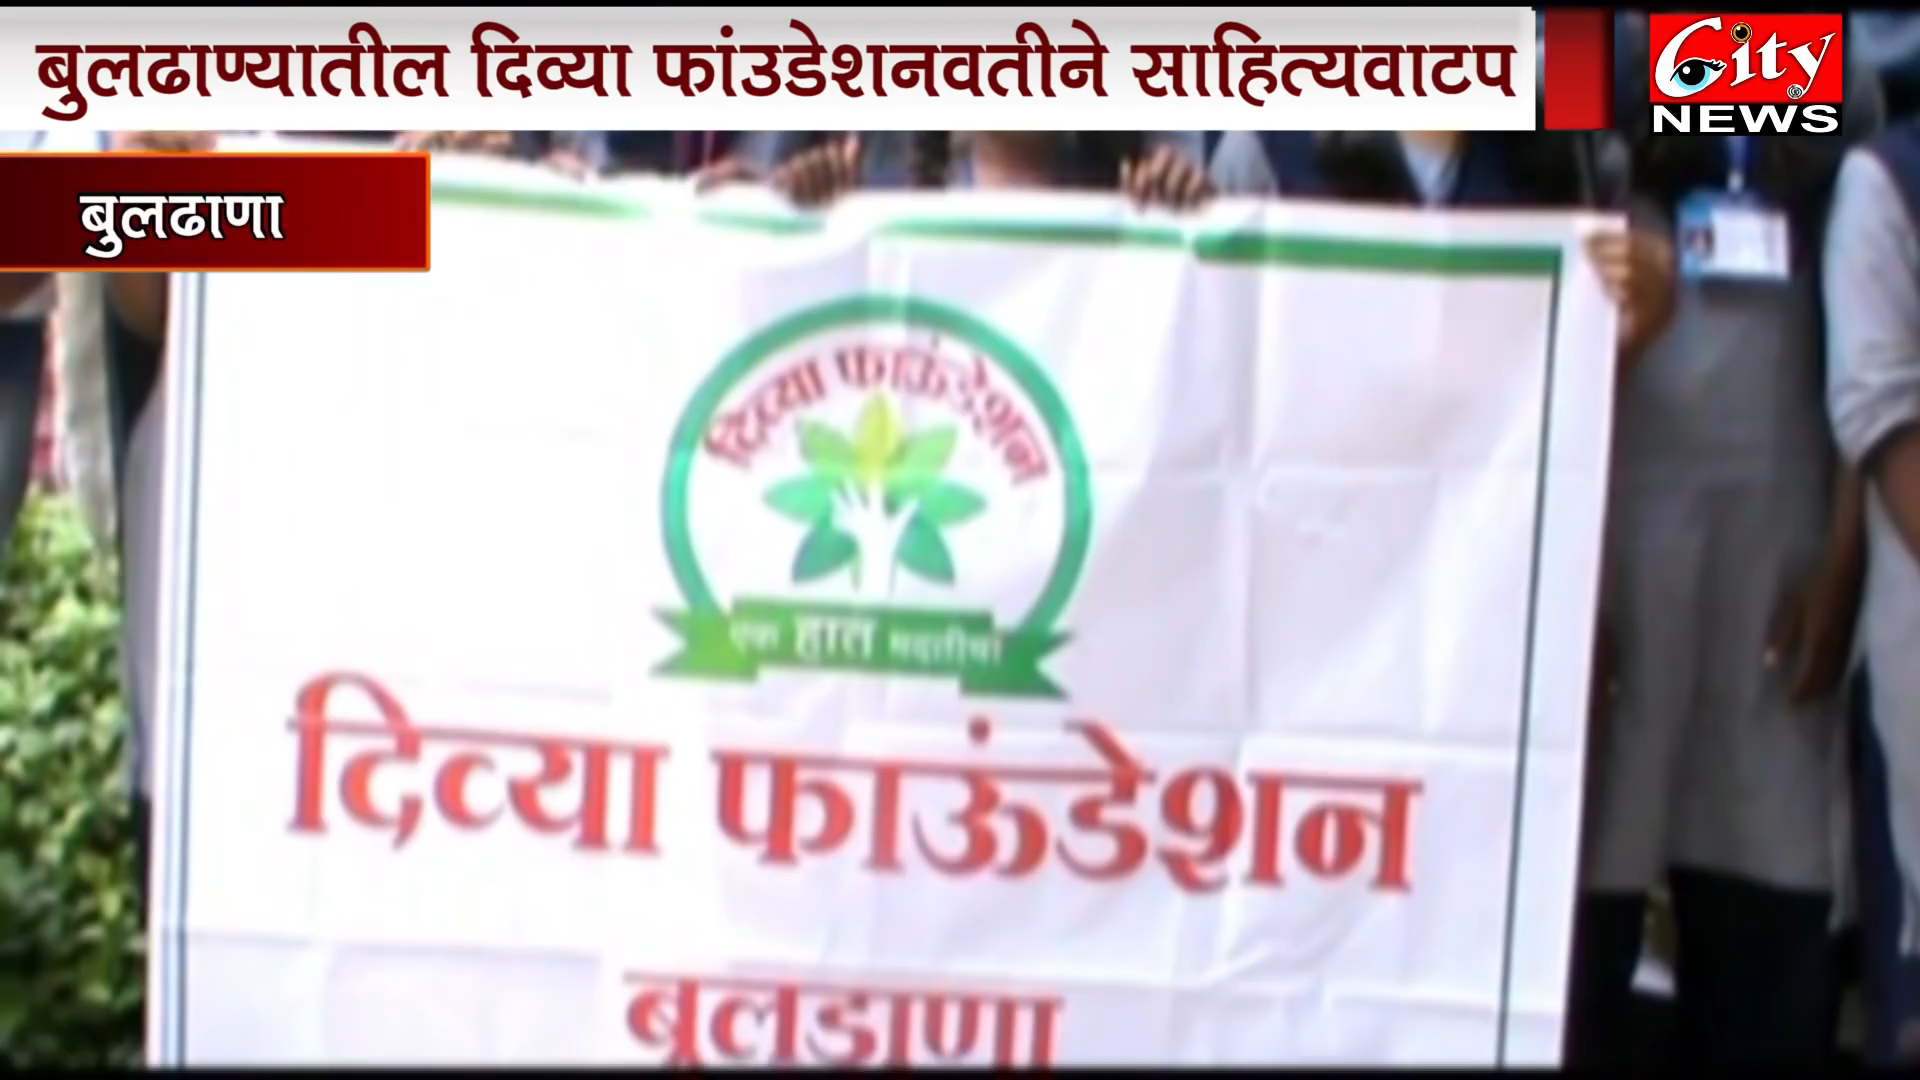 बुलढाण्यातील दिव्या फांउडेशनवतीने साहित्यवाटप
City
NEWS
बुलढाणा
दिव्या फाऊंडेशन
एक हात मदतीचा
दिव्या फाऊंडेशन
बुलडाणा